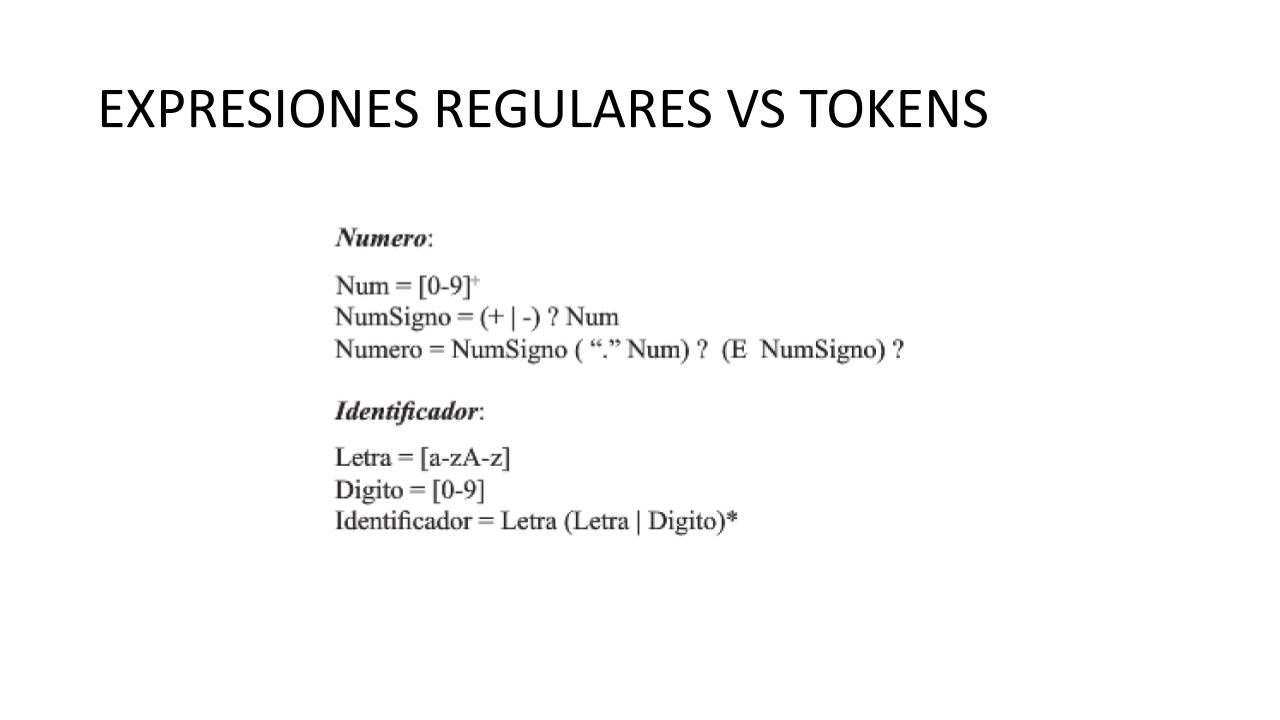 EXPRESIONES REGULARES VS TOKENS
Numero:
Num = [0-9]⁺
NumSigno = (+ | -) ? Num
Numero = NumSigno ( “.” Num) ? (E NumSigno) ?
Identificador:
Letra = [a-zA-z]
Digito = [0-9]
Identificador = Letra (Letra | Digito)*